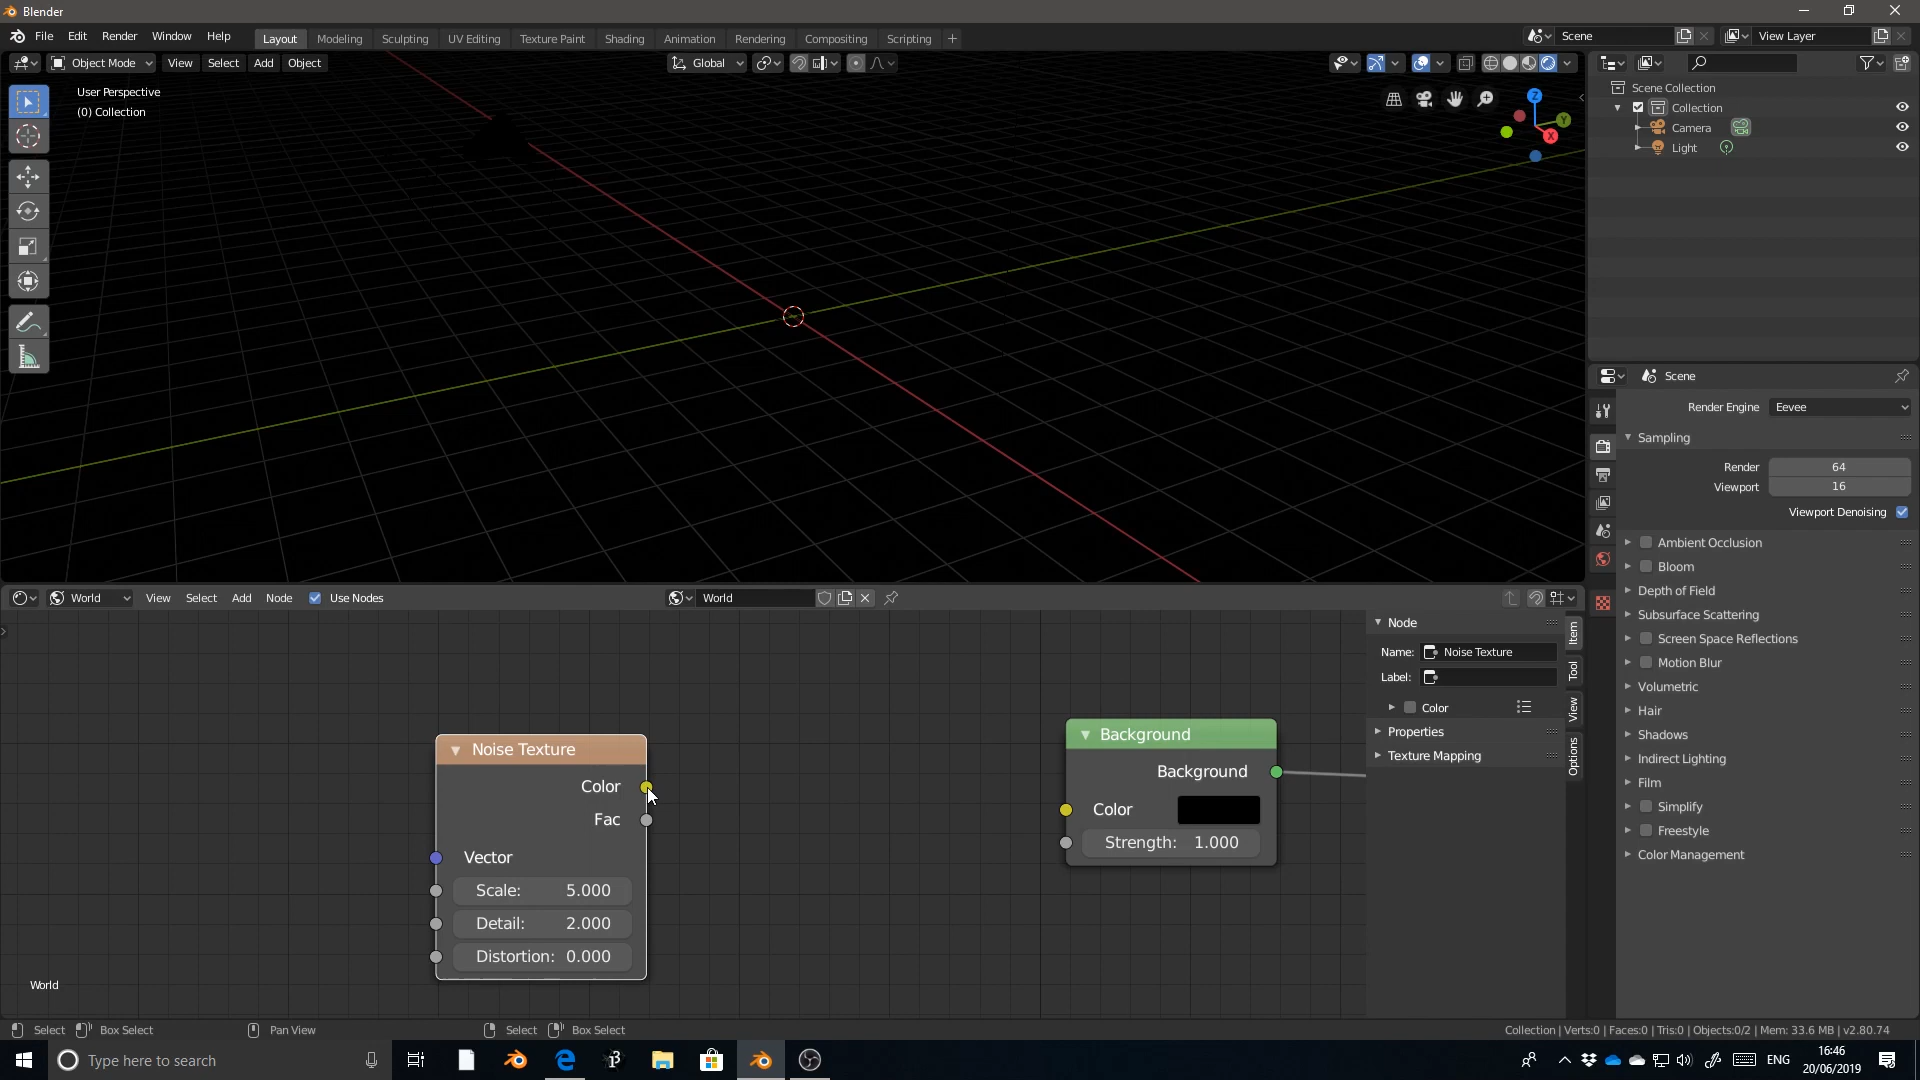 Blender
File Edit Render Window Help Layout Modeling Sculpting UV Editing Texture Paint Shading Animation Rendering Compositing Scripting + Scene View Layer
Object Mode View Select Add Object Global
User Perspective
(0) Collection
Z
Y
X
Scene Collection
Collection
Camera
Light
Scene
Render Engine Eevee
Sampling
Render 64
Viewport 16
Viewport Denoising
Ambient Occlusion
Bloom
Depth of Field
Subsurface Scattering
Screen Space Reflections
Motion Blur
Volumetric
Hair
Shadows
Indirect Lighting
Film
Simplify
Freestyle
Color Management
World View Select Add Node Use Nodes World
Noise Texture
Color
Fac
Vector
Scale: 5.000
Detail: 2.000
Distortion: 0.000
Background
Background
Color
Strength: 1.000
Node
Name: Noise Texture
Label:
Color
Properties
Texture Mapping
Item
Tool
View
Options
World
Select Box Select Pan View Select Box Select Collection | Verts:0 | Faces:0 | Tris:0 | Objects:0/2 | Mem: 33.6 MB | v2.80.74
Type here to search
ENG
16:46
20/06/2019